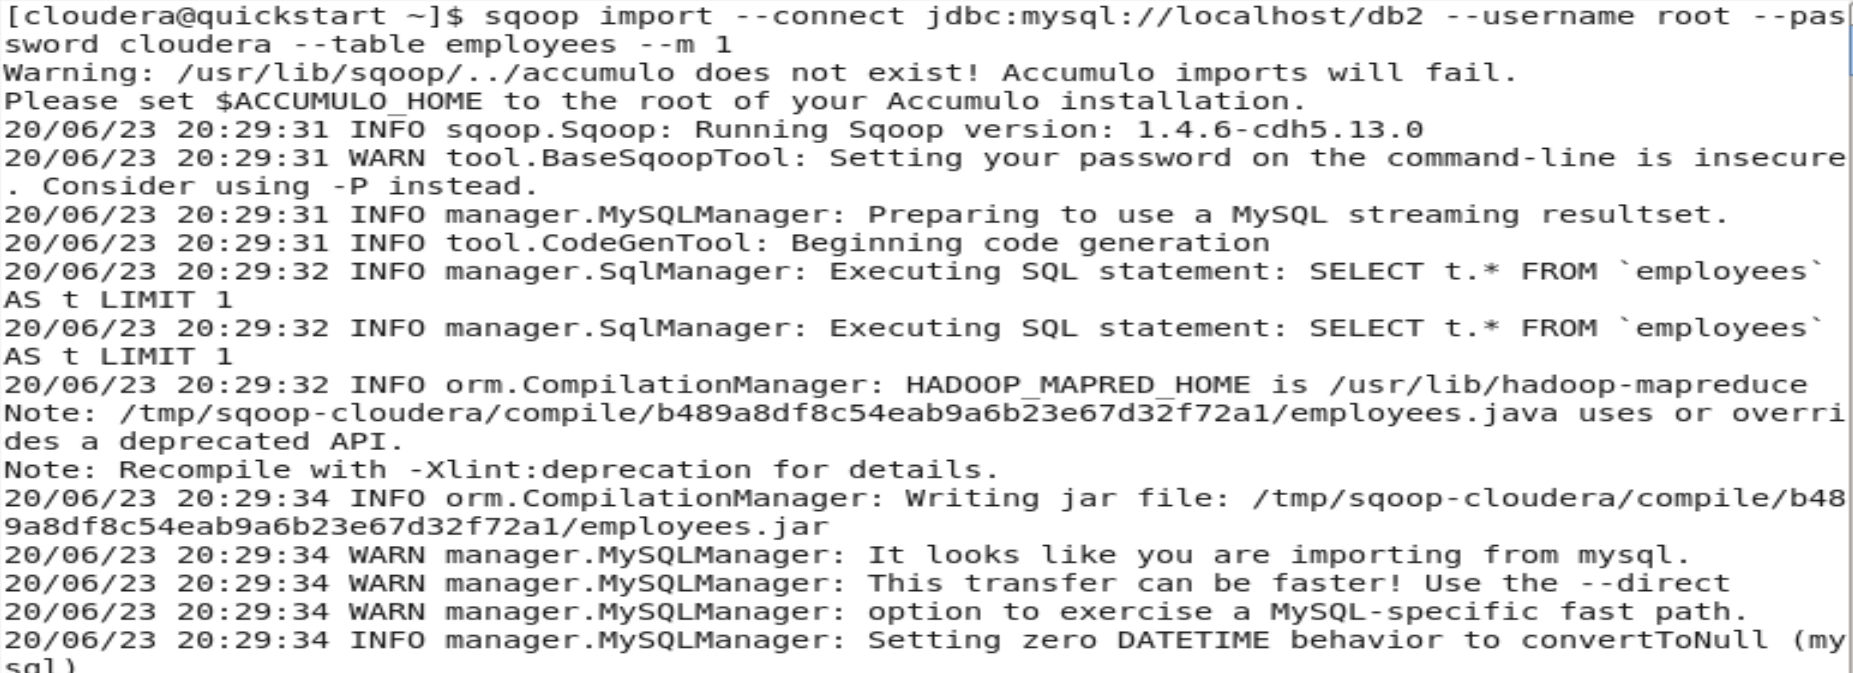 [cloudera@quickstart ~]$ sqoop import --connect jdbc:mysql://localhost/db2 --username root --pas
sword cloudera --table employees --m 1
Warning: /usr/lib/sqoop/../accumulo does not exist! Accumulo imports will fail.
Please set $ACCUMULO_HOME to the root of your Accumulo installation.
20/06/23 20:29:31 INFO sqoop.Sqoop: Running Sqoop version: 1.4.6-cdh5.13.0
20/06/23 20:29:31 WARN tool.BaseSqoopTool: Setting your password on the command-line is insecure
. Consider using -P instead.
20/06/23 20:29:31 INFO manager.MySQLManager: Preparing to use a MySQL streaming resultset.
20/06/23 20:29:31 INFO tool.CodeGenTool: Beginning code generation
20/06/23 20:29:32 INFO manager.SqlManager: Executing SQL statement: SELECT t.* FROM `employees`
AS t LIMIT 1
20/06/23 20:29:32 INFO manager.SqlManager: Executing SQL statement: SELECT t.* FROM `employees`
AS t LIMIT 1
20/06/23 20:29:32 INFO orm.CompilationManager: HADOOP_MAPRED_HOME is /usr/lib/hadoop-mapreduce
Note: /tmp/sqoop-cloudera/compile/b489a8df8c54eab9a6b23e67d32f72a1/employees.java uses or overri
des a deprecated API.
Note: Recompile with -Xlint:deprecation for details.
20/06/23 20:29:34 INFO orm.CompilationManager: Writing jar file: /tmp/sqoop-cloudera/compile/b48
9a8df8c54eab9a6b23e67d32f72a1/employees.jar
20/06/23 20:29:34 WARN manager.MySQLManager: It looks like you are importing from mysql.
20/06/23 20:29:34 WARN manager.MySQLManager: This transfer can be faster! Use the --direct
20/06/23 20:29:34 WARN manager.MySQLManager: option to exercise a MySQL-specific fast path.
20/06/23 20:29:34 INFO manager.MySQLManager: Setting zero DATETIME behavior to convertToNull (my
sql)